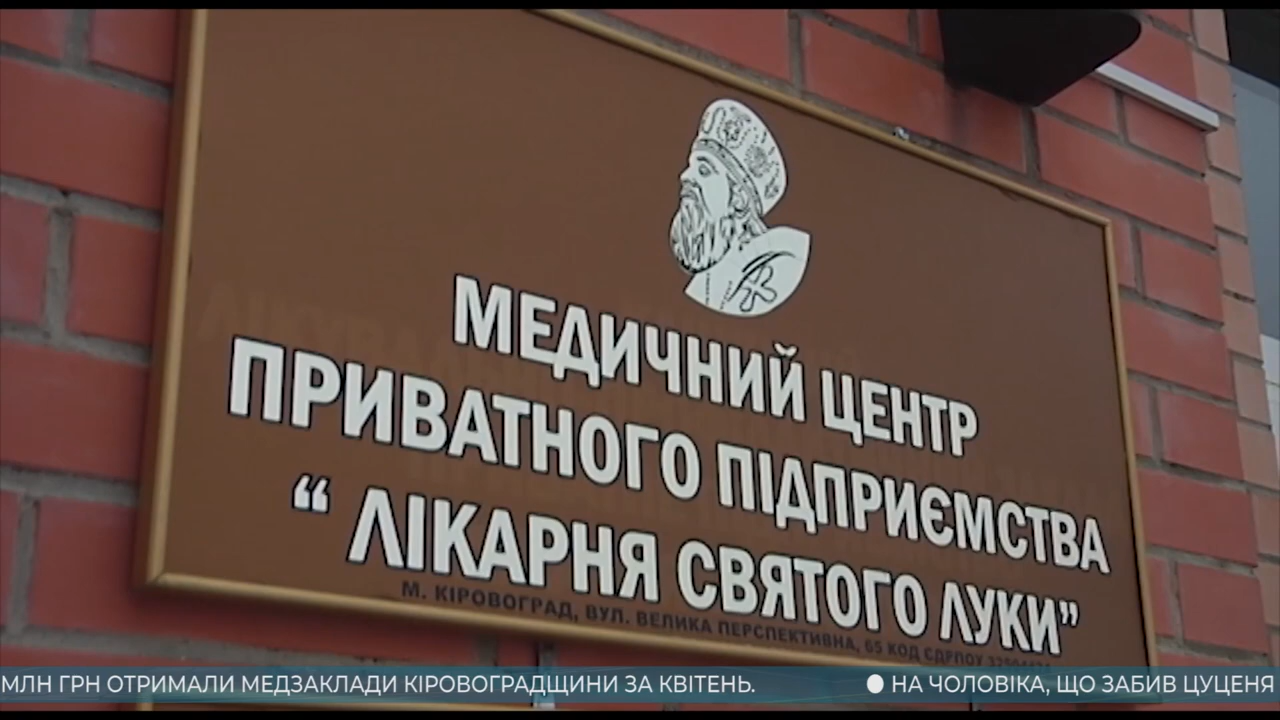 МЕДИЧНИЙ ЦЕНТР
ПРИВАТНОГО ПІДПРИЄМСТВА
“ ЛІКАРНЯ СВЯТОГО ЛУКИ”
М. КІРОВОГРАД, ВУЛ. ВЕЛИКА ПЕРСПЕКТИВНА, 65 КОД ЄДРПОУ
МЛН ГРН ОТРИМАЛИ МЕДЗАКЛАДИ КІРОВОГРАДЩИНИ ЗА КВІТЕНЬ. ● НА ЧОЛОВІКА, ЩО ЗАБИВ ЦУЦЕНЯ